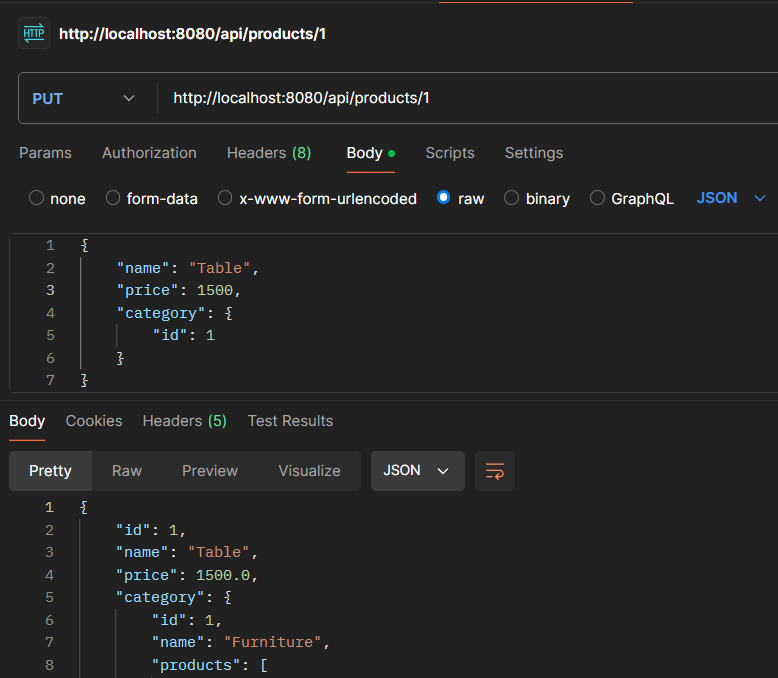 HTTP http://localhost:8080/api/products/1
PUT http://localhost:8080/api/products/1
Params Authorization Headers (8) Body Scripts Settings
none form-data x-www-form-urlencoded raw binary GraphQL JSON
1 {
2 "name": "Table",
3 "price": 1500,
4 "category": {
5 "id": 1
6 }
7 }
Body Cookies Headers (5) Test Results
Pretty Raw Preview Visualize JSON
1 {
2 "id": 1,
3 "name": "Table",
4 "price": 1500.0,
5 "category": {
6 "id": 1,
7 "name": "Furniture",
8 "products": [